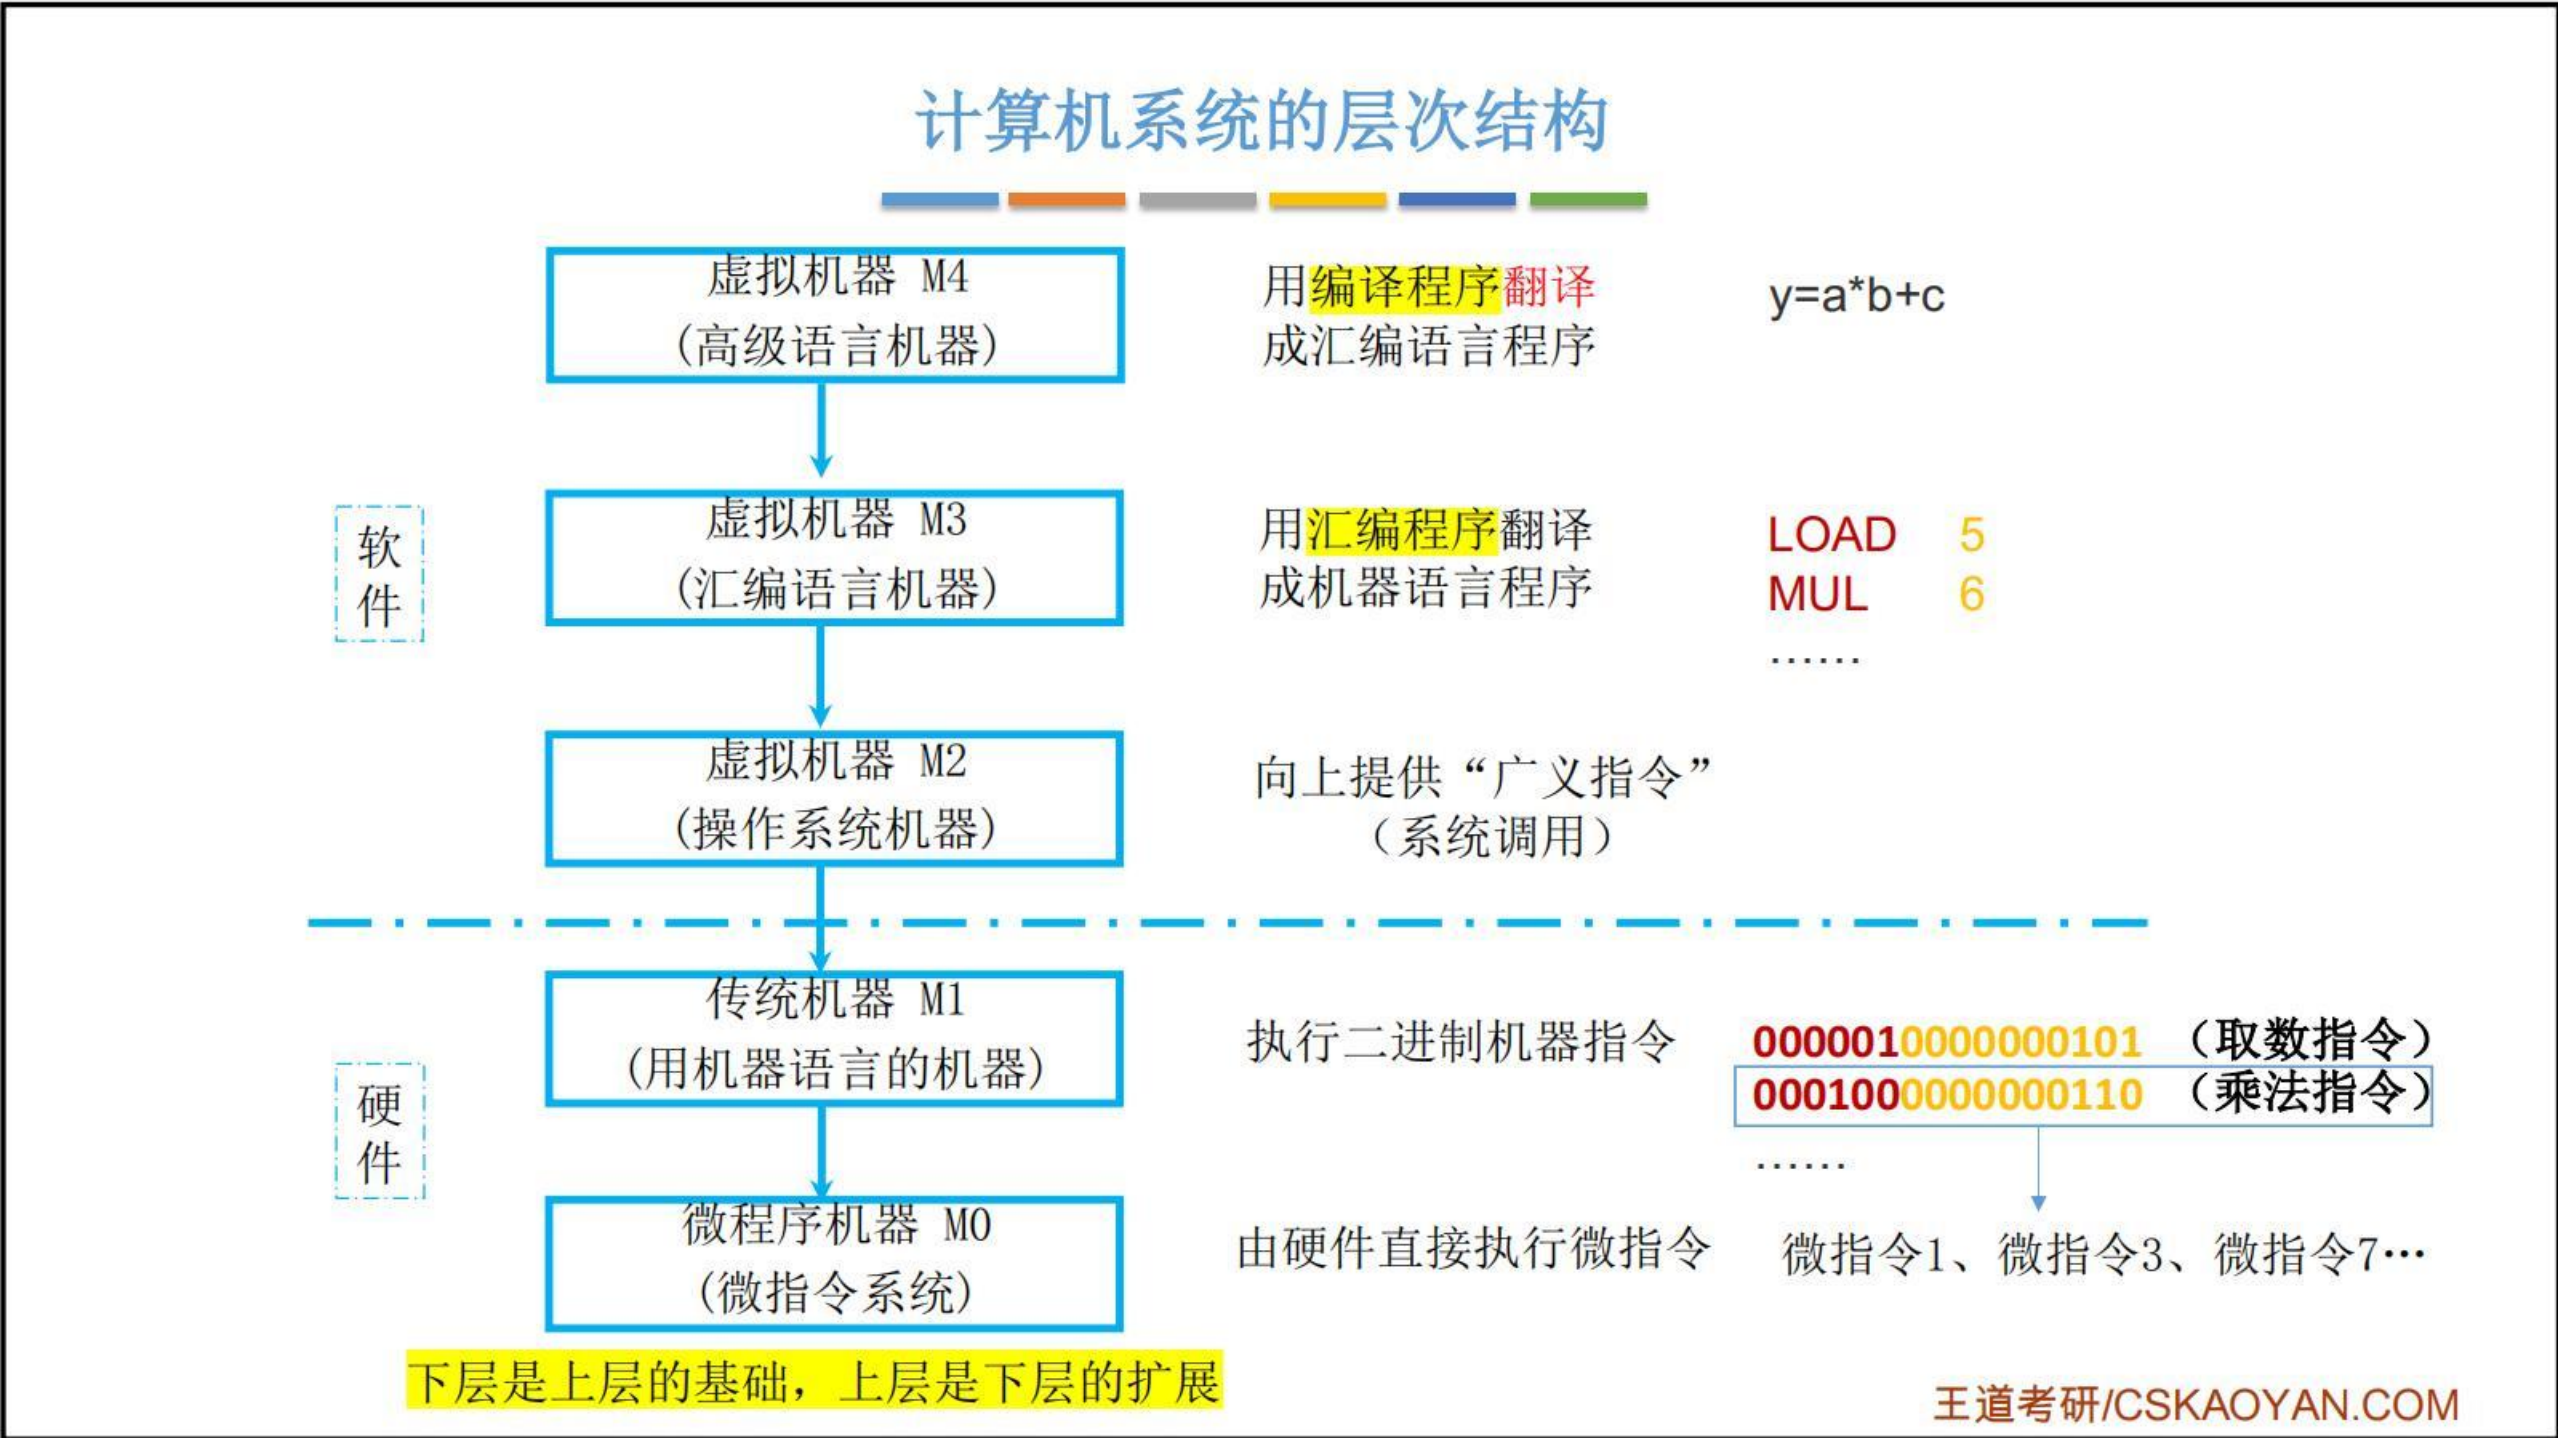 计算机系统的层次结构
虚拟机器 M4
(高级语言机器)
用编译程序翻译
成汇编语言程序
y=a*b+c
软
件
虚拟机器 M3
(汇编语言机器)
用汇编程序翻译
成机器语言程序
LOAD 5
MUL 6
……
虚拟机器 M2
(操作系统机器)
向上提供“广义指令”
（系统调用）
硬
件
传统机器 M1
(用机器语言的机器)
执行二进制机器指令
0000010000000101 （取数指令）
0001000000000110 （乘法指令）
……
微程序机器 M0
(微指令系统)
由硬件直接执行微指令
微指令1、微指令3、微指令7…
下层是上层的基础，上层是下层的扩展
王道考研/CSKAOYAN.COM